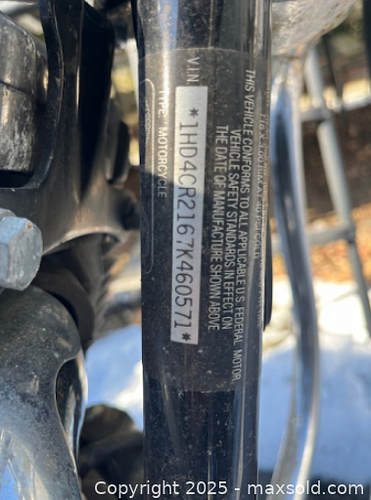 THIS VEHICLE CONFORMS TO ALL APPLICABLE U.S. FEDERAL MOTOR
VEHICLE SAFETY STANDARDS IN EFFECT ON
THE DATE OF MANUFACTURE SHOWN ABOVE
VIN
*1HD4CR2167K460571*
TYPE: MOTORCYCLE
Copyright © 2025 - maxsold.com